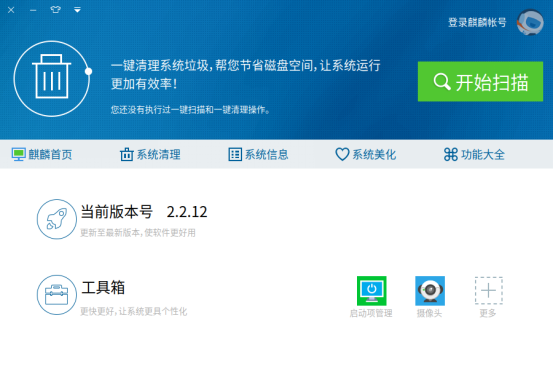 登录麒麟帐号
一键清理系统垃圾,帮您节省磁盘空间,让系统运行
更加有效率!
您还没有执行过一键扫描和一键清理操作。
开始扫描
麒麟首页
系统清理
系统信息
系统美化
功能大全
当前版本号 2.2.12
更新至最新版本,使软件更好用
工具箱
更快更好,让系统更具个性化
启动项管理
摄像头
更多